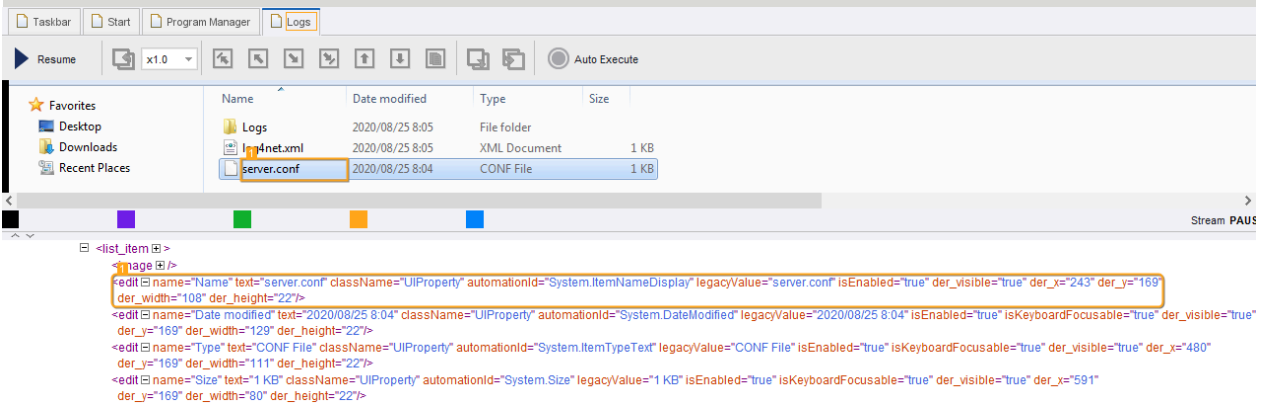 Taskbar Start Program Manager Logs
Resume x1.0 Auto Execute
Favorites
Desktop
Downloads
Recent Places
Name Date modified Type Size
Logs 2020/08/25 8:05 File folder
log4net.xml 2020/08/25 8:05 XML Document 1 KB
1
server.conf 2020/08/25 8:04 CONF File 1 KB
Stream PAUS
<list_item>
<image/>
1
<edit name="Name" text="server.conf" className="UIProperty" automationId="System.ItemNameDisplay" legacyValue="server.conf" isEnabled="true" der_visible="true" der_x="243" der_y="169"
der_width="108" der_height="22"/>
<edit name="Date modified" text="2020/08/25 8:04" className="UIProperty" automationId="System.DateModified" legacyValue="2020/08/25 8:04" isEnabled="true" isKeyboardFocusable="true" der_visible="true"
der_y="169" der_width="129" der_height="22"/>
<edit name="Type" text="CONF File" className="UIProperty" automationId="System.ItemTypeText" legacyValue="CONF File" isEnabled="true" isKeyboardFocusable="true" der_visible="true" der_x="480"
der_y="169" der_width="111" der_height="22"/>
<edit name="Size" text="1 KB" className="UIProperty" automationId="System.Size" legacyValue="1 KB" isEnabled="true" isKeyboardFocusable="true" der_visible="true" der_x="591"
der_y="169" der_width="80" der_height="22"/>